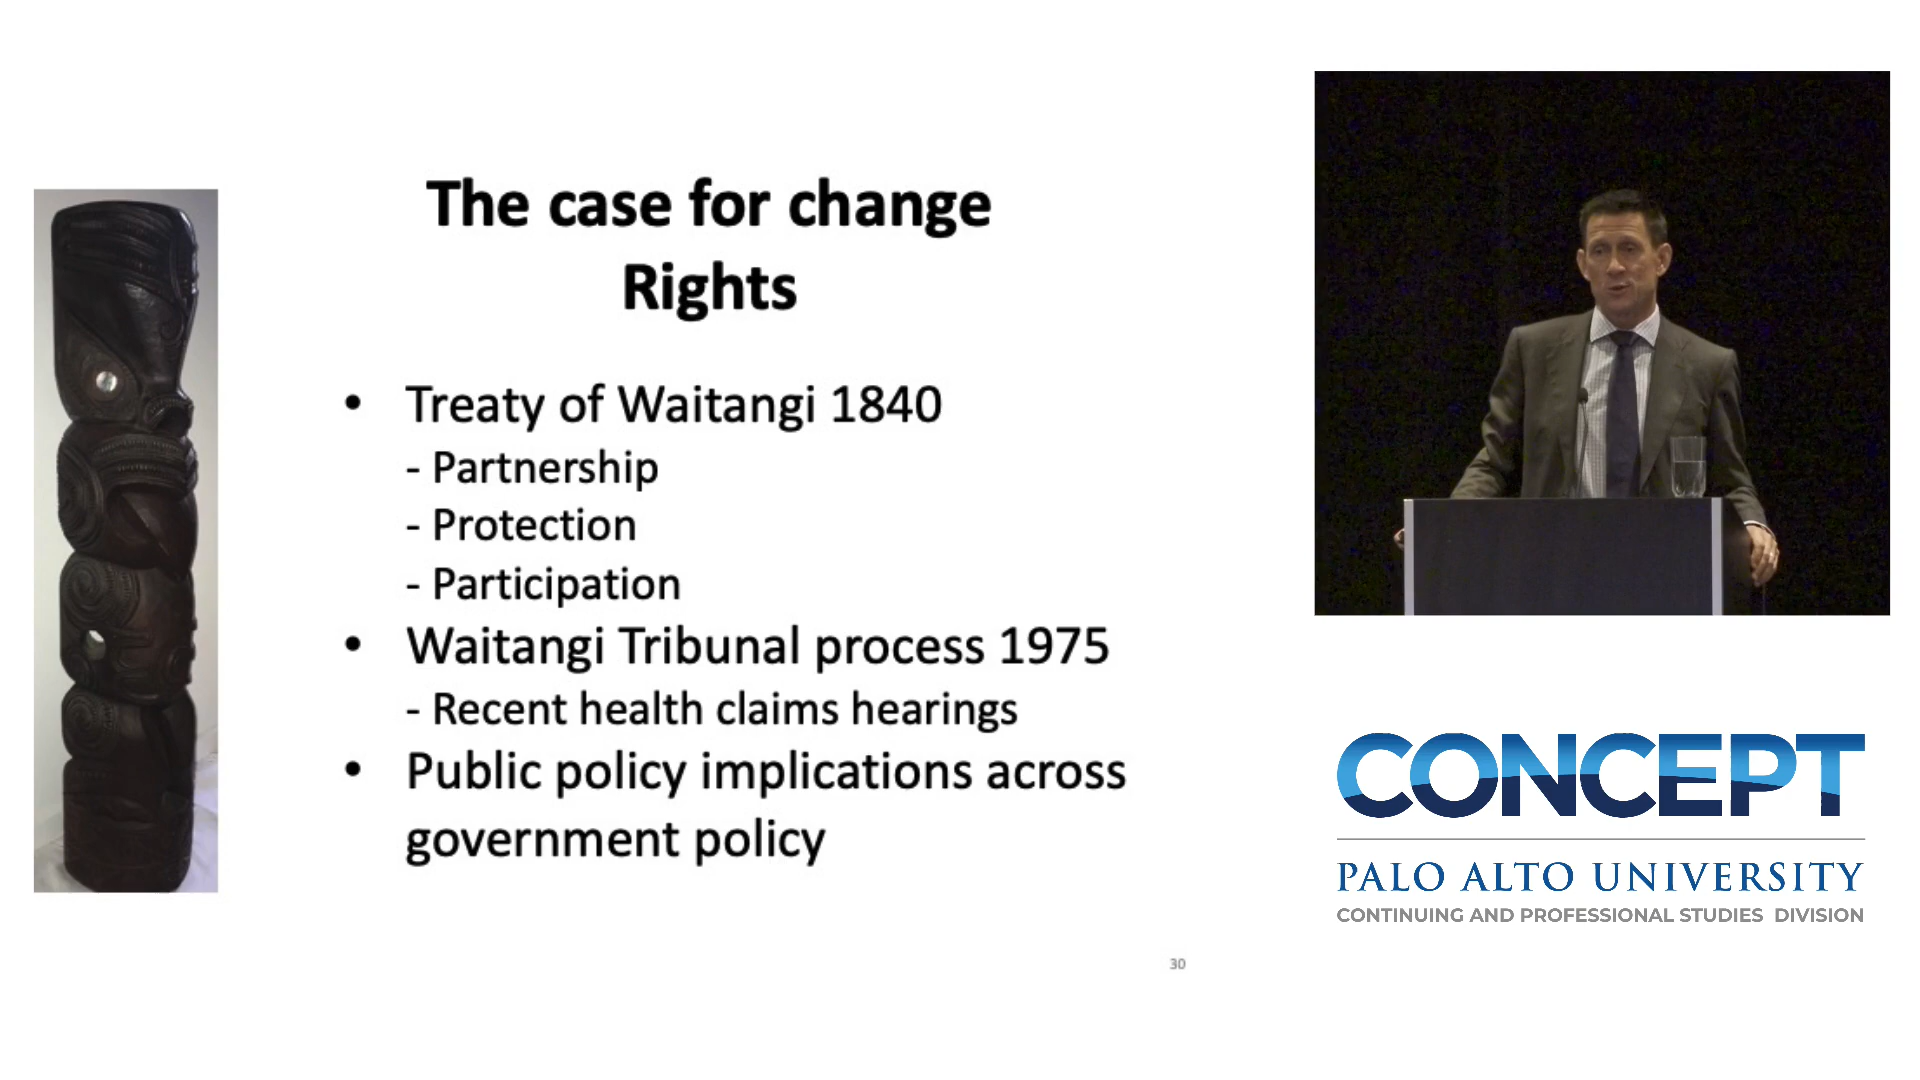 The case for change
Rights
• Treaty of Waitangi 1840
- Partnership
- Protection
- Participation
• Waitangi Tribunal process 1975
- Recent health claims hearings
• Public policy implications across
government policy
30
CONCEPT
PALO ALTO UNIVERSITY
CONTINUING AND PROFESSIONAL STUDIES DIVISION